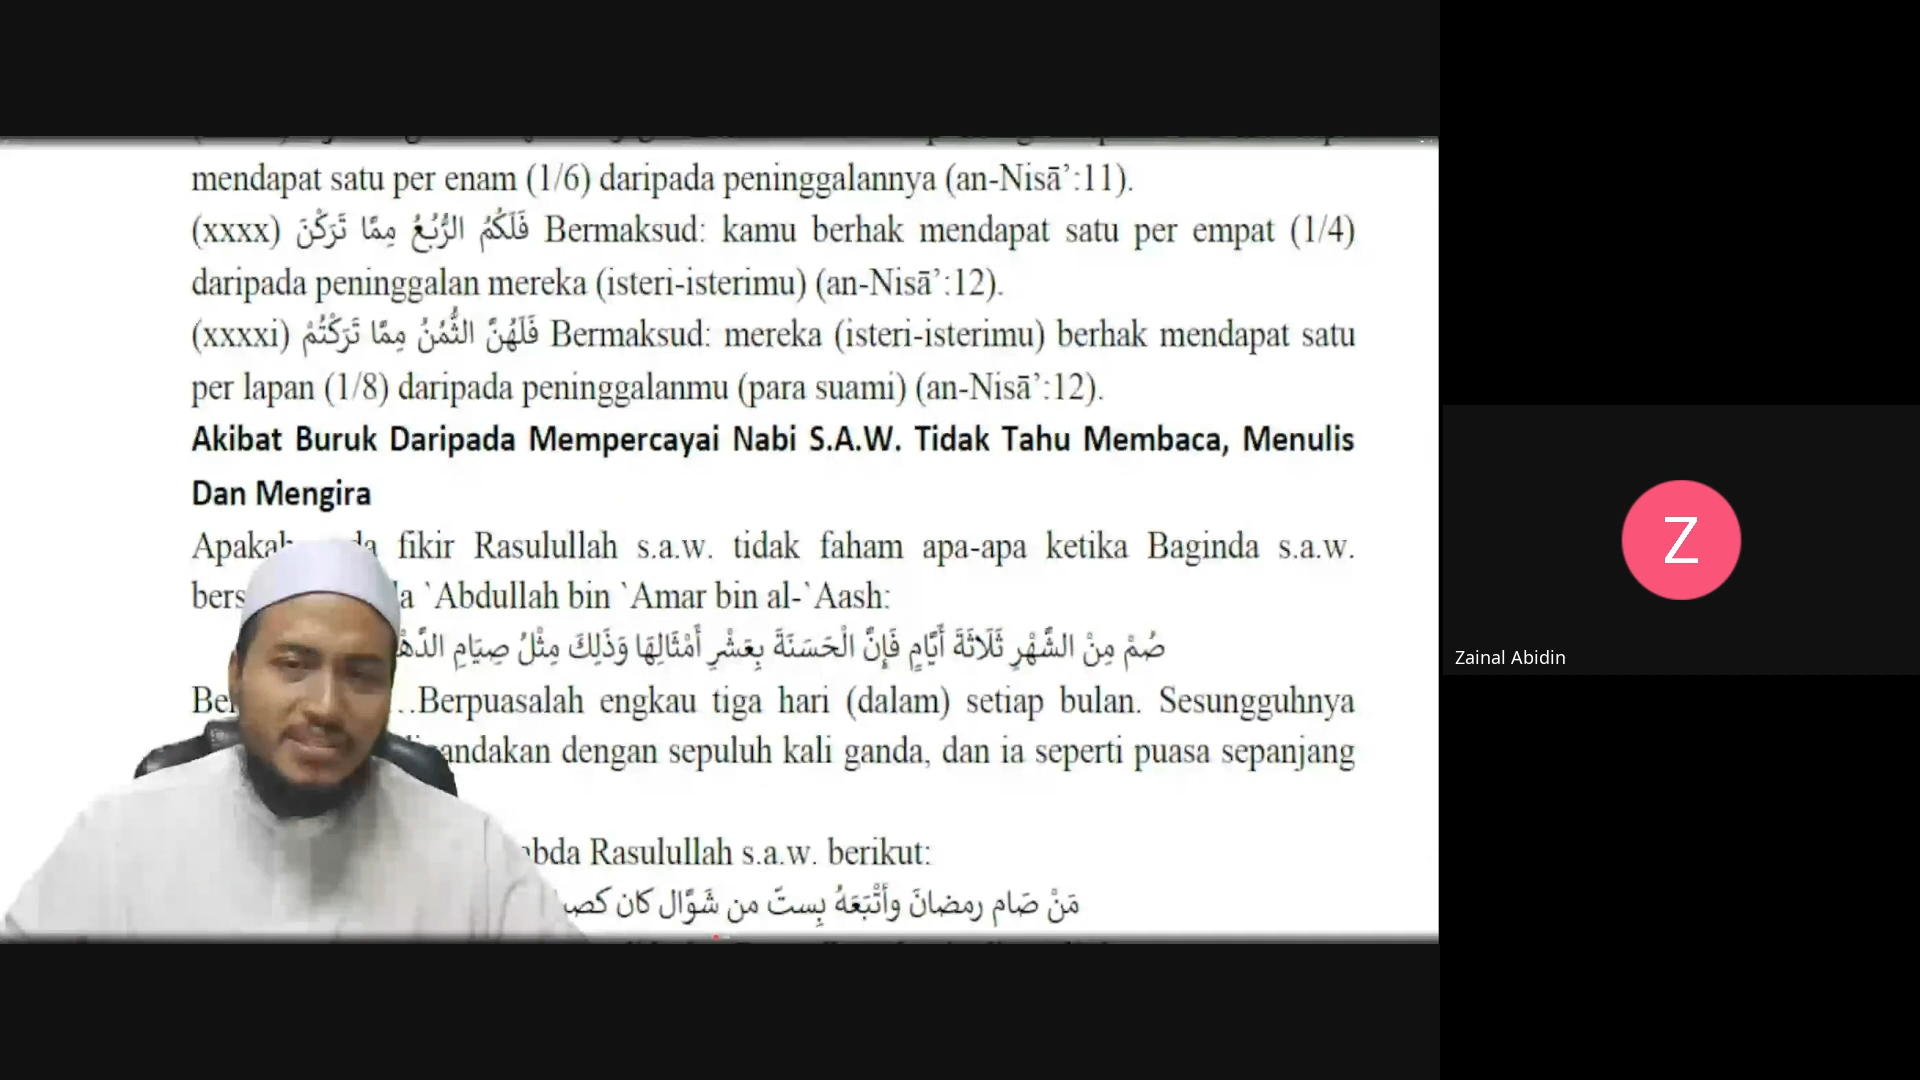 mendapat satu per enam (1/6) daripada peninggalannya (an-Nisā’:11).
(xxxx) فَلَكُمُ الرُّبُعُ مِمَّا تَرَكْنَ Bermaksud: kamu berhak mendapat satu per empat (1/4)
daripada peninggalan mereka (isteri-isterimu) (an-Nisā’:12).
(xxxxi) فَلَهُنَّ الثُّمُنُ مِمَّا تَرَكْتُمْ Bermaksud: mereka (isteri-isterimu) berhak mendapat satu
per lapan (1/8) daripada peninggalanmu (para suami) (an-Nisā’:12).
Akibat Buruk Daripada Mempercayai Nabi S.A.W. Tidak Tahu Membaca, Menulis
Dan Mengira
fikir Rasulullah s.a.w. tidak faham apa-apa ketika Baginda s.a.w.
`Abdullah bin `Amar bin al-`Aash:
صُمْ مِنْ الشَّهْرِ ثَلَاثَةَ أَيَّامٍ فَإِنَّ الْحَسَنَةَ بِعَشْرِ أَمْثَالِهَا وَذَلِكَ مِثْلُ صِيَامِ
..Berpuasalah engkau tiga hari (dalam) setiap bulan. Sesungguhnya
dengan sepuluh kali ganda, dan ia seperti puasa sepanjang
Rasulullah s.a.w. berikut:
مَنْ صَام رمضانَ وأَتْبَعَهُ بِستّ من شَوَّال كان
Z
Zainal Abidin